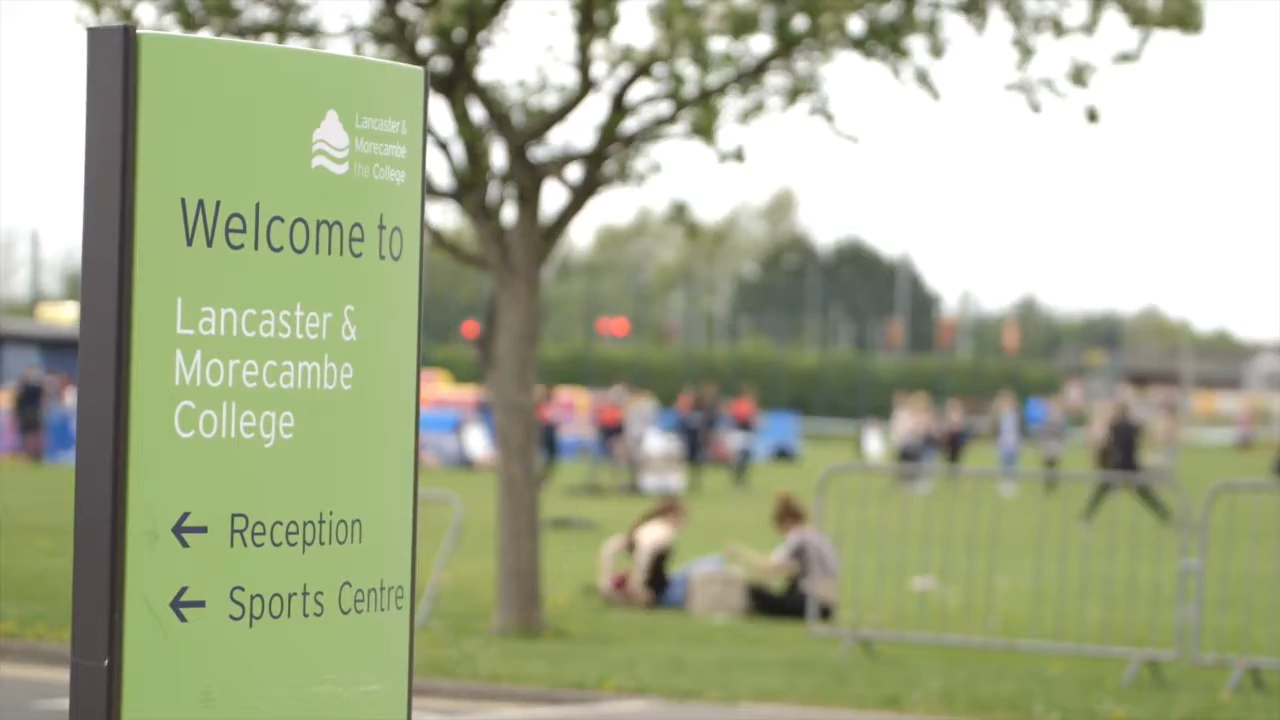 Lancaster &
Morecambe
the College
Welcome to
Lancaster &
Morecambe
College
← Reception
← Sports Centre